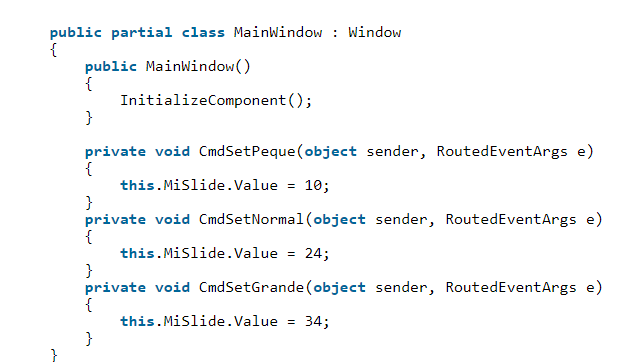 public partial class MainWindow : Window
{
    public MainWindow()
    {
        InitializeComponent();
    }

    private void CmdSetPeque(object sender, RoutedEventArgs e)
    {
        this.MiSlide.Value = 10;
    }
    private void CmdSetNormal(object sender, RoutedEventArgs e)
    {
        this.MiSlide.Value = 24;
    }
    private void CmdSetGrande(object sender, RoutedEventArgs e)
    {
        this.MiSlide.Value = 34;
    }
}